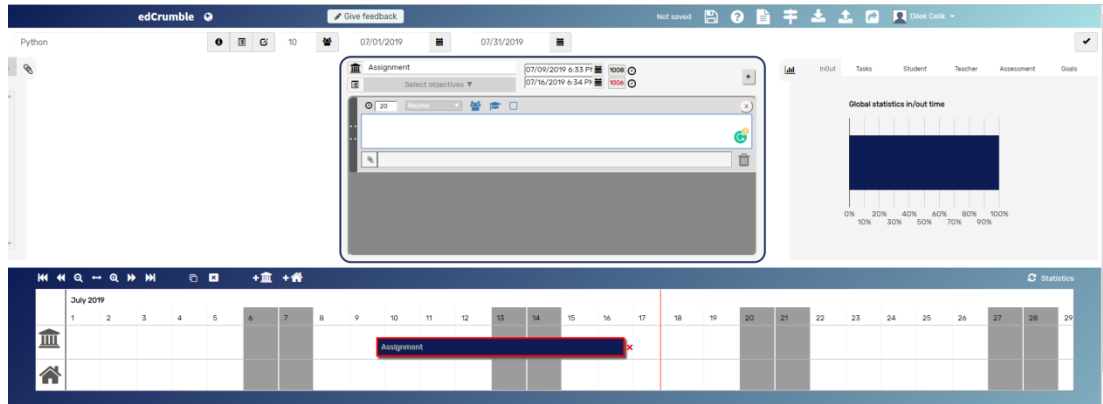 edCrumble
Give feedback
Not saved
Dilek Celik
Python
10
07/01/2019
07/31/2019
Assignment
07/09/2019 6:33 PM
1008
Select objectives ▼
07/16/2019 6:34 PM
1006
+
20
Neutral
x
InOut Tasks Student Teacher Assessment Goals
Global statistics in/out time
0% 20% 40% 60% 80% 100%
10% 30% 50% 70% 90%
Statistics
July 2019
1 2 3 4 5 6 7 8 9 10 11 12 13 14 15 16 17 18 19 20 21 22 23 24 25 26 27 28 29
Assignment